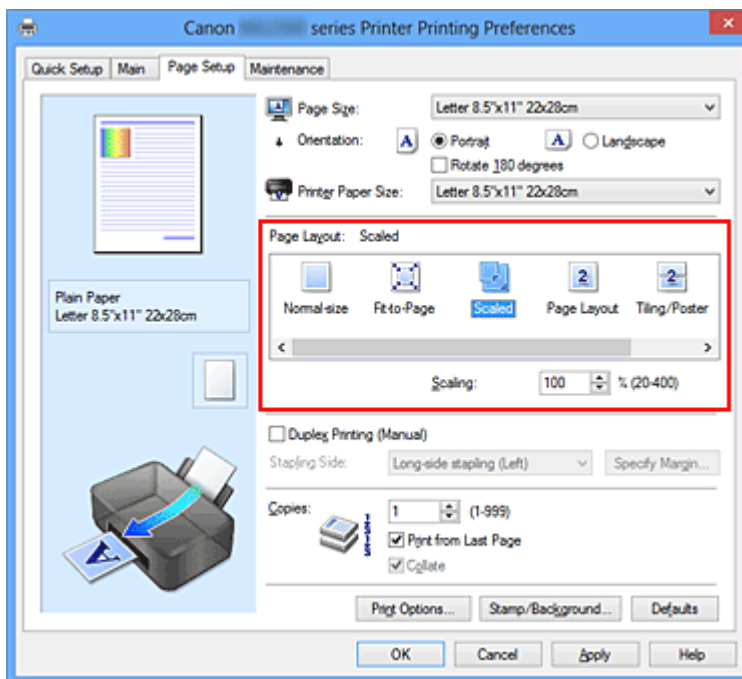 Canon series Printer Printing Preferences
Quick Setup Main Page Setup Maintenance
Page Size: Letter 8.5"x11" 22x28cm
Orientation: A Portrait A Landscape
Rotate 180 degrees
Printer Paper Size: Letter 8.5"x11" 22x28cm
Page Layout: Scaled
Normal-size Fit-to-Page Scaled Page Layout Tiling/Poster
Scaling: 100 % (20-400)
Plain Paper
Letter 8.5"x11" 22x28cm
Duplex Printing (Manual)
Stapling Side: Long-side stapling (Left) Specify Margin...
Copies: 1 (1-999)
Print from Last Page
Collate
Print Options... Stamp/Background... Defaults
OK Cancel Apply Help